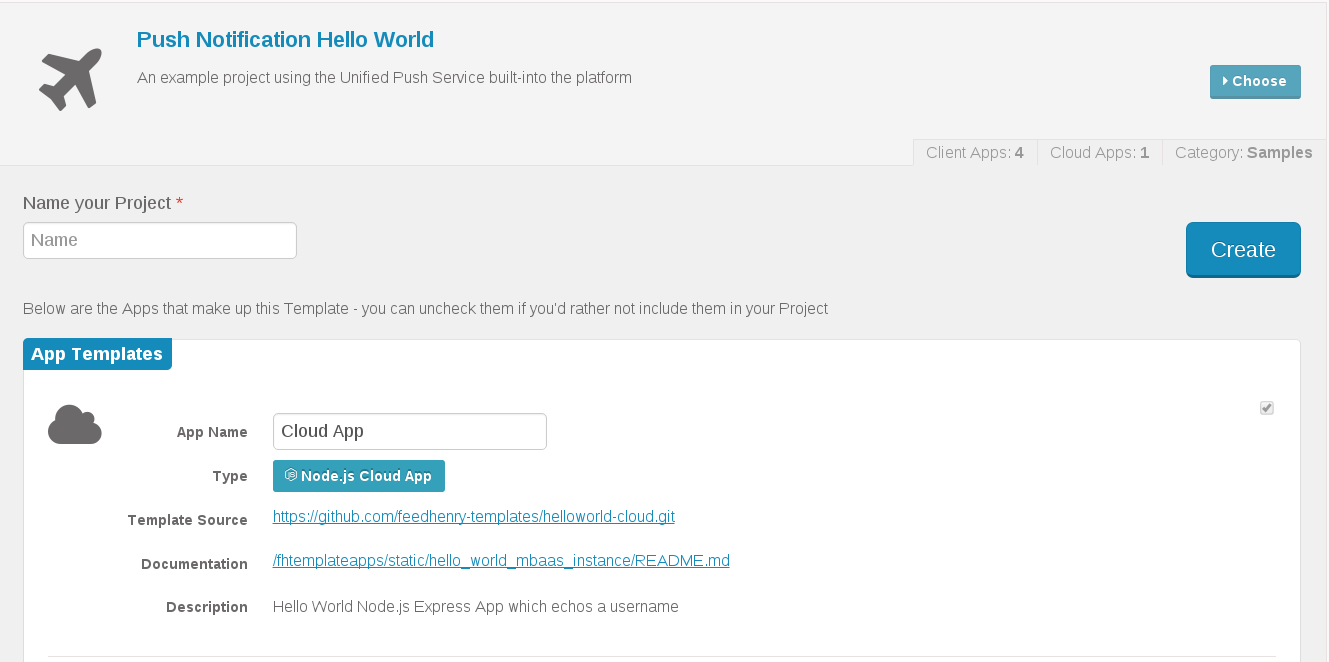 Push Notification Hello World
An example project using the Unified Push Service built-into the platform
Choose
Client Apps: 4 Cloud Apps: 1 Category: Samples
Name your Project *
Name
Create
Below are the Apps that make up this Template - you can uncheck them if you'd rather not include them in your Project
App Templates
App Name Cloud App
Type Node.js Cloud App
Template Source https://github.com/feedhenry-templates/helloworld-cloud.git
Documentation /fhtemplateapps/static/hello_world_mbaas_instance/README.md
Description Hello World Node.js Express App which echos a username